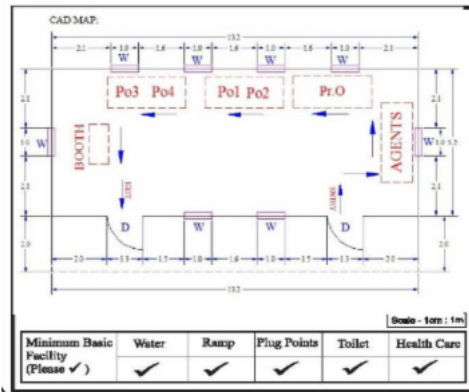 CAD MAP:
13.2
2.1 1.0 1.6 1.0 1.6 1.0 1.5 1.0 2.1
W W W W
Po3 Po4 Po1 Po2 Pr.O
2.1 2.1
BOOTH AGENTS
W 1.0 W 1.0 5.2
2.1 2.1
EXIT ENTRY
D W W D
2.0 2.0
2.0 1.3 1.5 1.0 1.6 1.0 1.5 1.3 2.0
13.2
Scale - 1cm : 1m
Minimum Basic Facility (Please ✓) Water Ramp Plug Points Toilet Health Care
✓ ✓ ✓ ✓ ✓